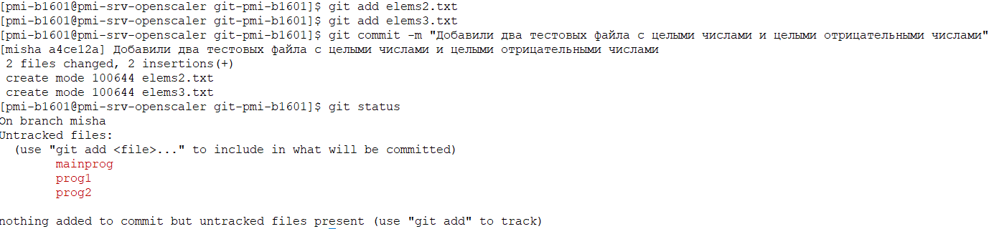 [pmi-b1601@pmi-srv-openscaler git-pmi-b1601]$ git add elems2.txt
[pmi-b1601@pmi-srv-openscaler git-pmi-b1601]$ git add elems3.txt
[pmi-b1601@pmi-srv-openscaler git-pmi-b1601]$ git commit -m "Добавили два тестовых файла с целыми числами и целыми отрицательными числами"
[misha a4ce12a] Добавили два тестовых файла с целыми числами и целыми отрицательными числами
 2 files changed, 2 insertions(+)
 create mode 100644 elems2.txt
 create mode 100644 elems3.txt
[pmi-b1601@pmi-srv-openscaler git-pmi-b1601]$ git status
On branch misha
Untracked files:
  (use "git add <file>..." to include in what will be committed)
        mainprog
        prog1
        prog2
nothing added to commit but untracked files present (use "git add" to track)